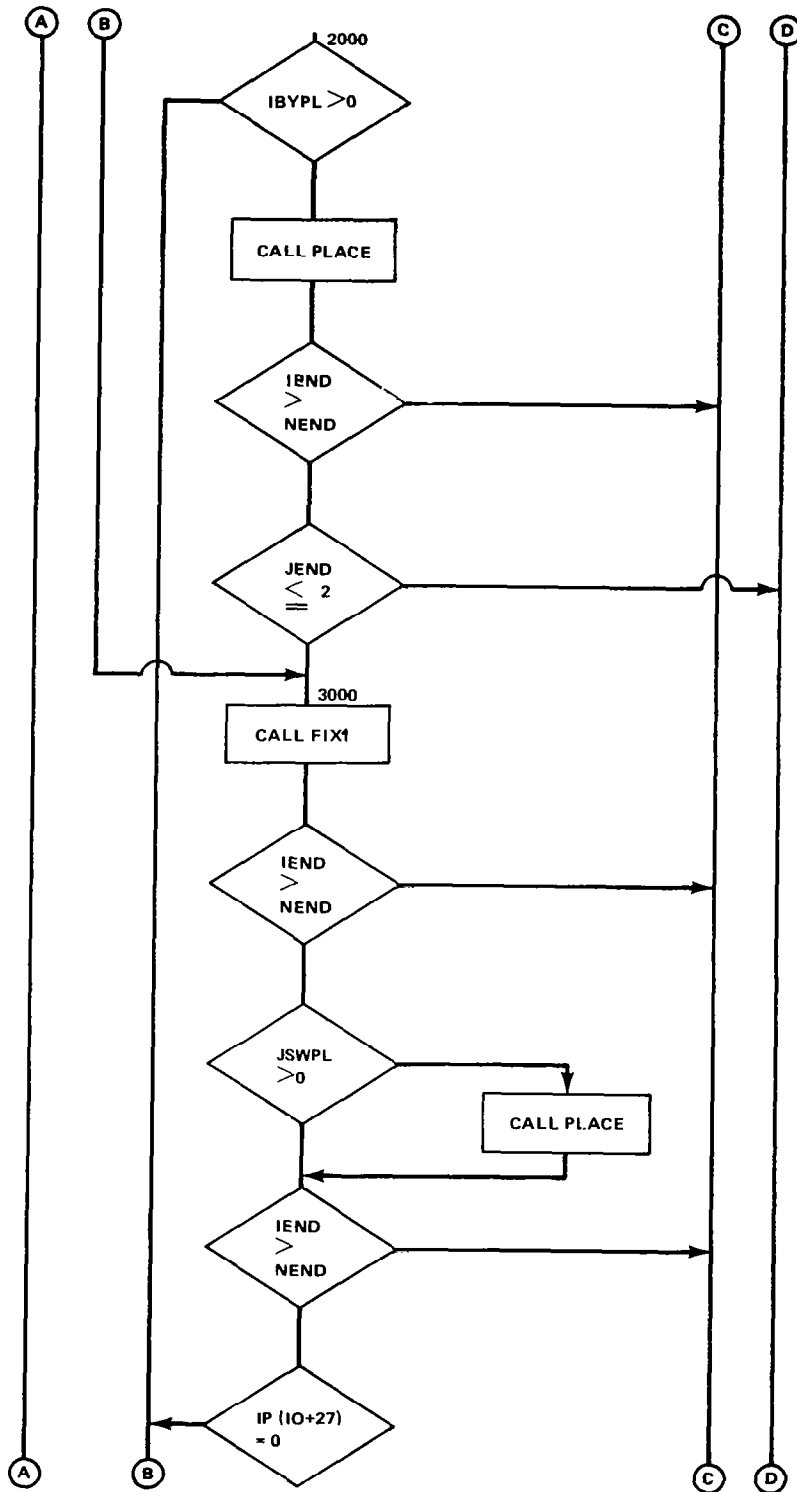 A B C D
2000
IBYPL >0
CALL PLACE
IEND
>
NEND
JEND
≤ 2
3000
CALL FIX1
IEND
>
NEND
JSWPL
>0
CALL PLACE
IEND
>
NEND
IP (IO+27)
= 0
A B C D